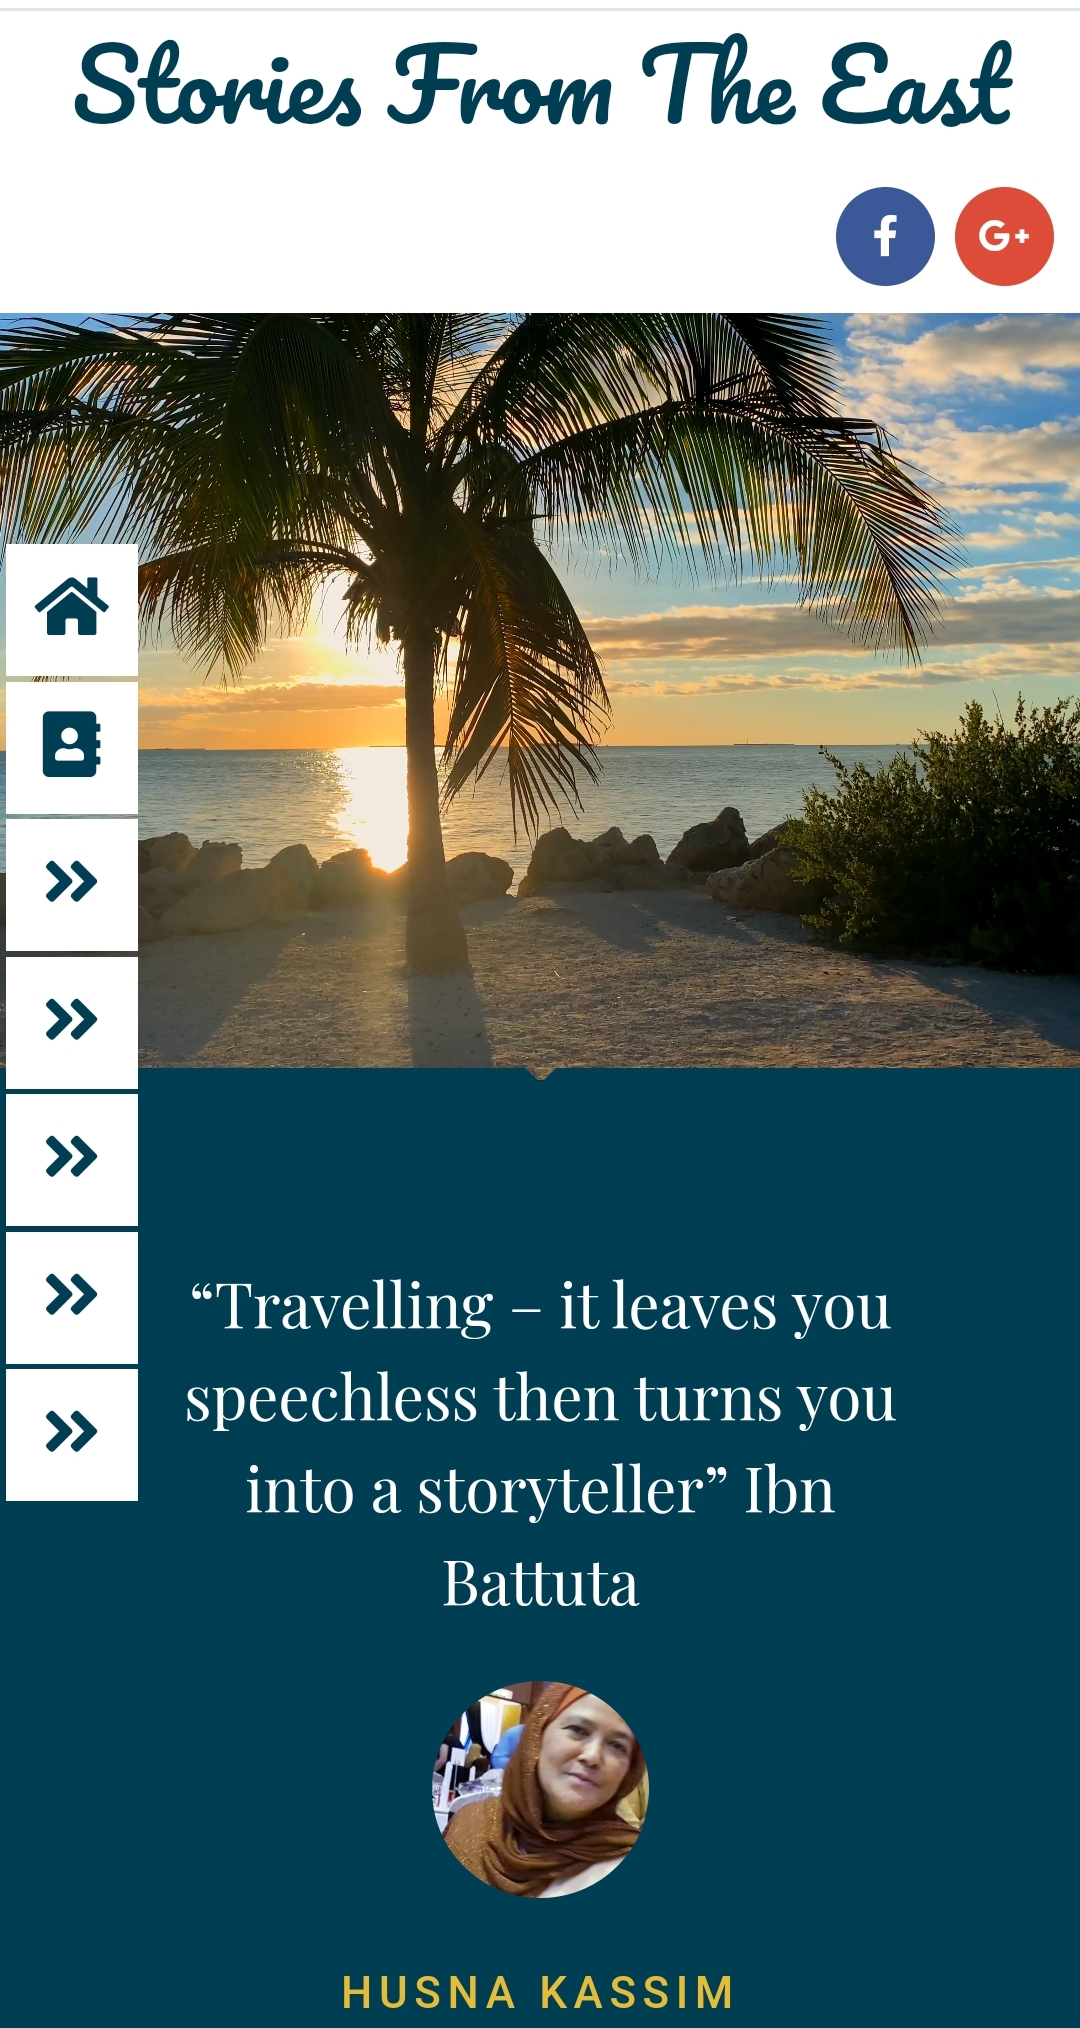 Stories From The East
f
G+
“Travelling – it leaves you
speechless then turns you
into a storyteller” Ibn
Battuta
HUSNA KASSIM